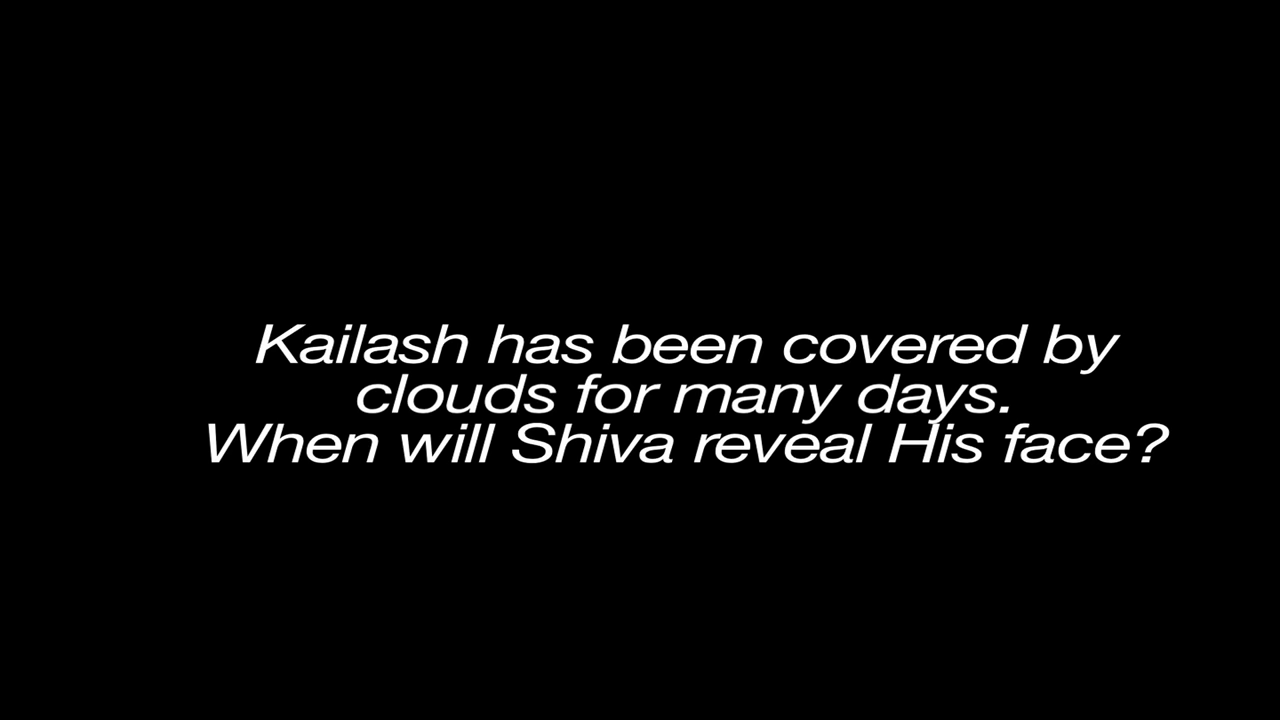 Kailash has been covered by
clouds for many days.
When will Shiva reveal His face?